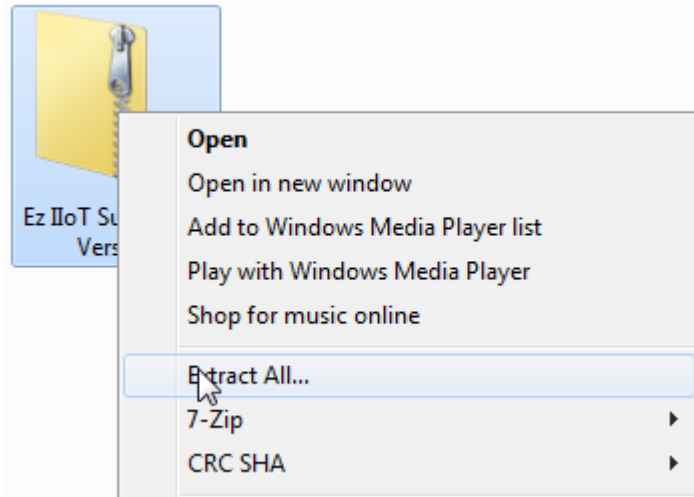 Ez IIoT Su
Vers
Open
Open in new window
Add to Windows Media Player list
Play with Windows Media Player
Shop for music online
Extract All...
7-Zip
CRC SHA